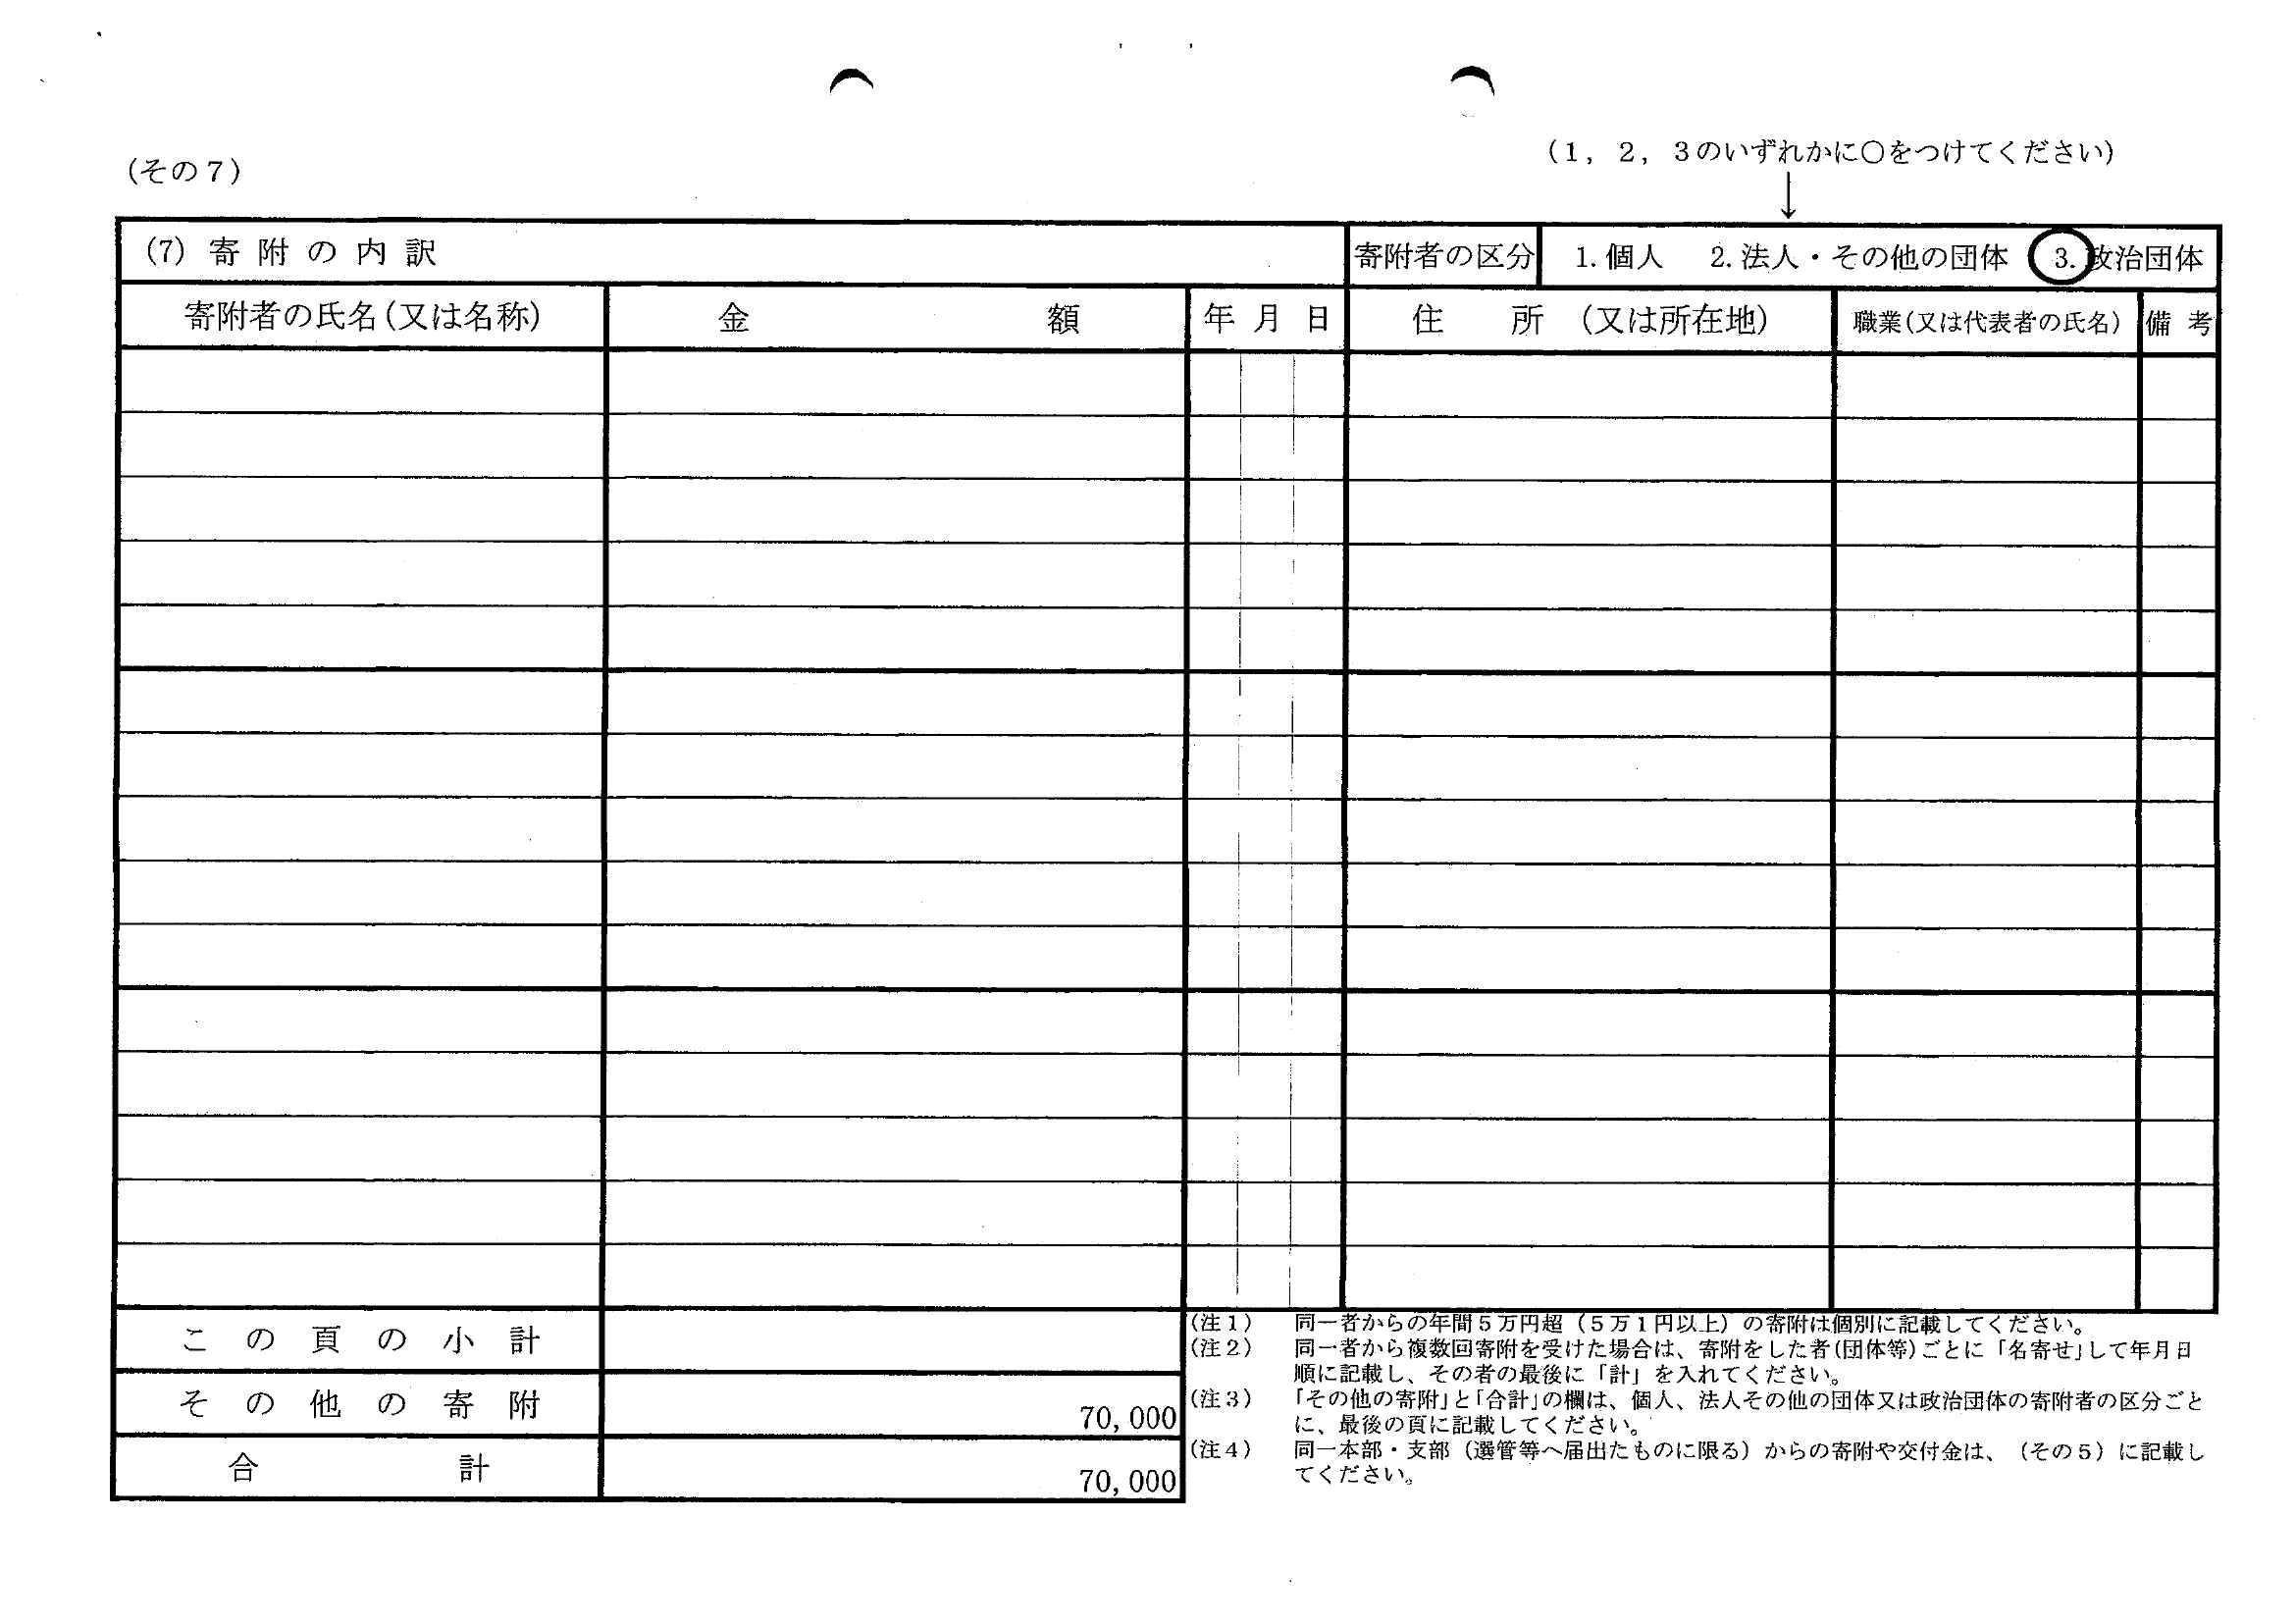 (その７)
(１, ２, ３のいずれかに○をつけてください)
↓
(7) 寄附の内訳 寄附者の区分 1. 個人 2. 法人・その他の団体 3. 政治団体
寄附者の氏名(又は名称) 金額 年月日 住所 (又は所在地) 職業(又は代表者の氏名) 備考
この頁の小計
その他の寄附 70,000
合計 70,000
(注１) 同一者からの年間５万円超（５万１円以上）の寄附は個別に記載してください。
(注２) 同一者から複数回寄附を受けた場合は、寄附をした者(団体等)ごとに「名寄せ」して年月日
順に記載し、その者の最後に「計」を入れてください。
(注３) 「その他の寄附」と「合計」の欄は、個人、法人その他の団体又は政治団体の寄附者の区分ごと
に、最後の頁に記載してください。
(注４) 同一本部・支部（選管等へ届出たものに限る）からの寄附や交付金は、（その５）に記載し
てください。